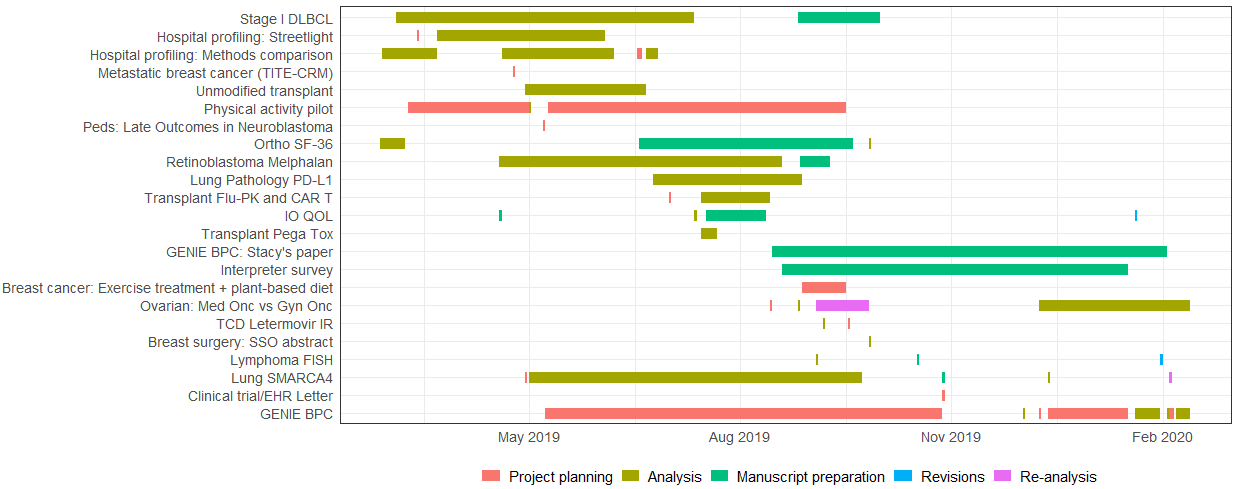 Stage I DLBCL
Hospital profiling: Streetlight
Hospital profiling: Methods comparison
Metastatic breast cancer (TITE-CRM)
Unmodified transplant
Physical activity pilot
Peds: Late Outcomes in Neuroblastoma
Ortho SF-36
Retinoblastoma Melphalan
Lung Pathology PD-L1
Transplant Flu-PK and CAR T
IO QOL
Transplant Pega Tox
GENIE BPC: Stacy's paper
Interpreter survey
Breast cancer: Exercise treatment + plant-based diet
Ovarian: Med Onc vs Gyn Onc
TCD Letermovir IR
Breast surgery: SSO abstract
Lymphoma FISH
Lung SMARCA4
Clinical trial/EHR Letter
GENIE BPC
May 2019 Aug 2019 Nov 2019 Feb 2020
Project planning Analysis Manuscript preparation Revisions Re-analysis